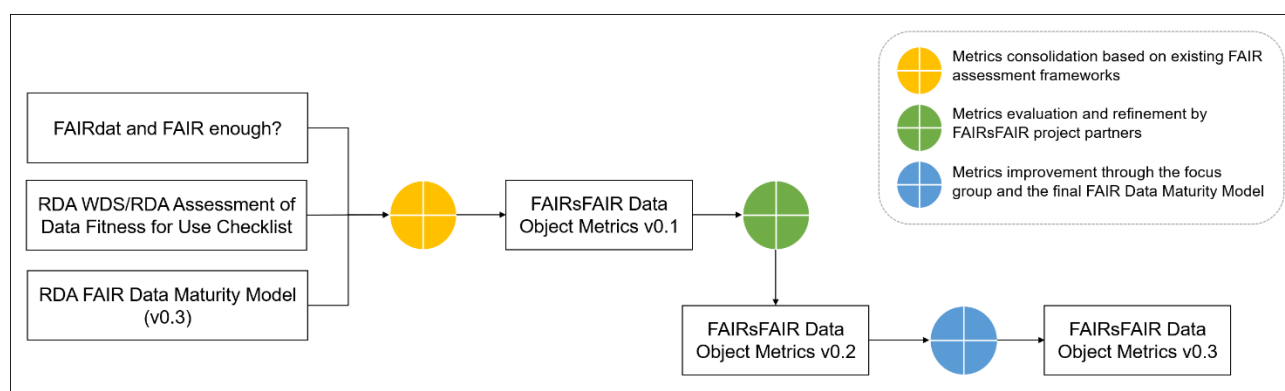 FAIRdat and FAIR enough?
RDA WDS/RDA Assessment of
Data Fitness for Use Checklist
RDA FAIR Data Maturity Model
(v0.3)
FAIRsFAIR Data
Object Metrics v0.1
FAIRsFAIR Data
Object Metrics v0.2
FAIRsFAIR Data
Object Metrics v0.3
Metrics consolidation based on existing FAIR
assessment frameworks
Metrics evaluation and refinement by
FAIRsFAIR project partners
Metrics improvement through the focus
group and the final FAIR Data Maturity Model